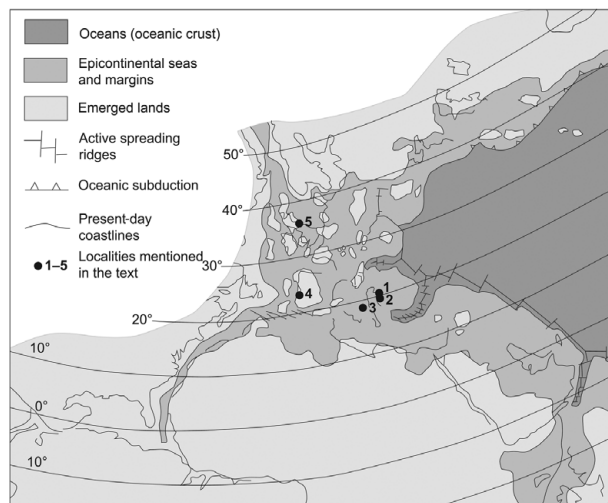 Oceans (oceanic crust)
Epicontinental seas
and margins
Emerged lands
Active spreading
ridges
Oceanic subduction
Present-day
coastlines
1–5 Localities mentioned
in the text
50°
40°
30°
20°
10°
0°
10°
5
4
1
2
3